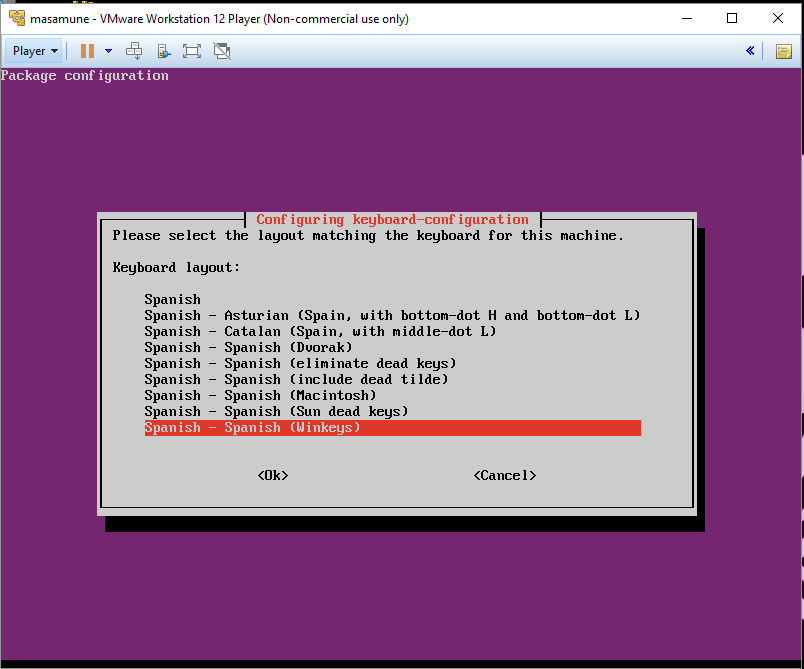 masamune - VMware Workstation 12 Player (Non-commercial use only)
Player
Package configuration
Configuring keyboard-configuration
Please select the layout matching the keyboard for this machine.
Keyboard layout:
Spanish
Spanish - Asturian (Spain, with bottom-dot H and bottom-dot L)
Spanish - Catalan (Spain, with middle-dot L)
Spanish - Spanish (Dvorak)
Spanish - Spanish (eliminate dead keys)
Spanish - Spanish (include dead tilde)
Spanish - Spanish (Macintosh)
Spanish - Spanish (Sun dead keys)
Spanish - Spanish (Winkeys)
<Ok> <Cancel>